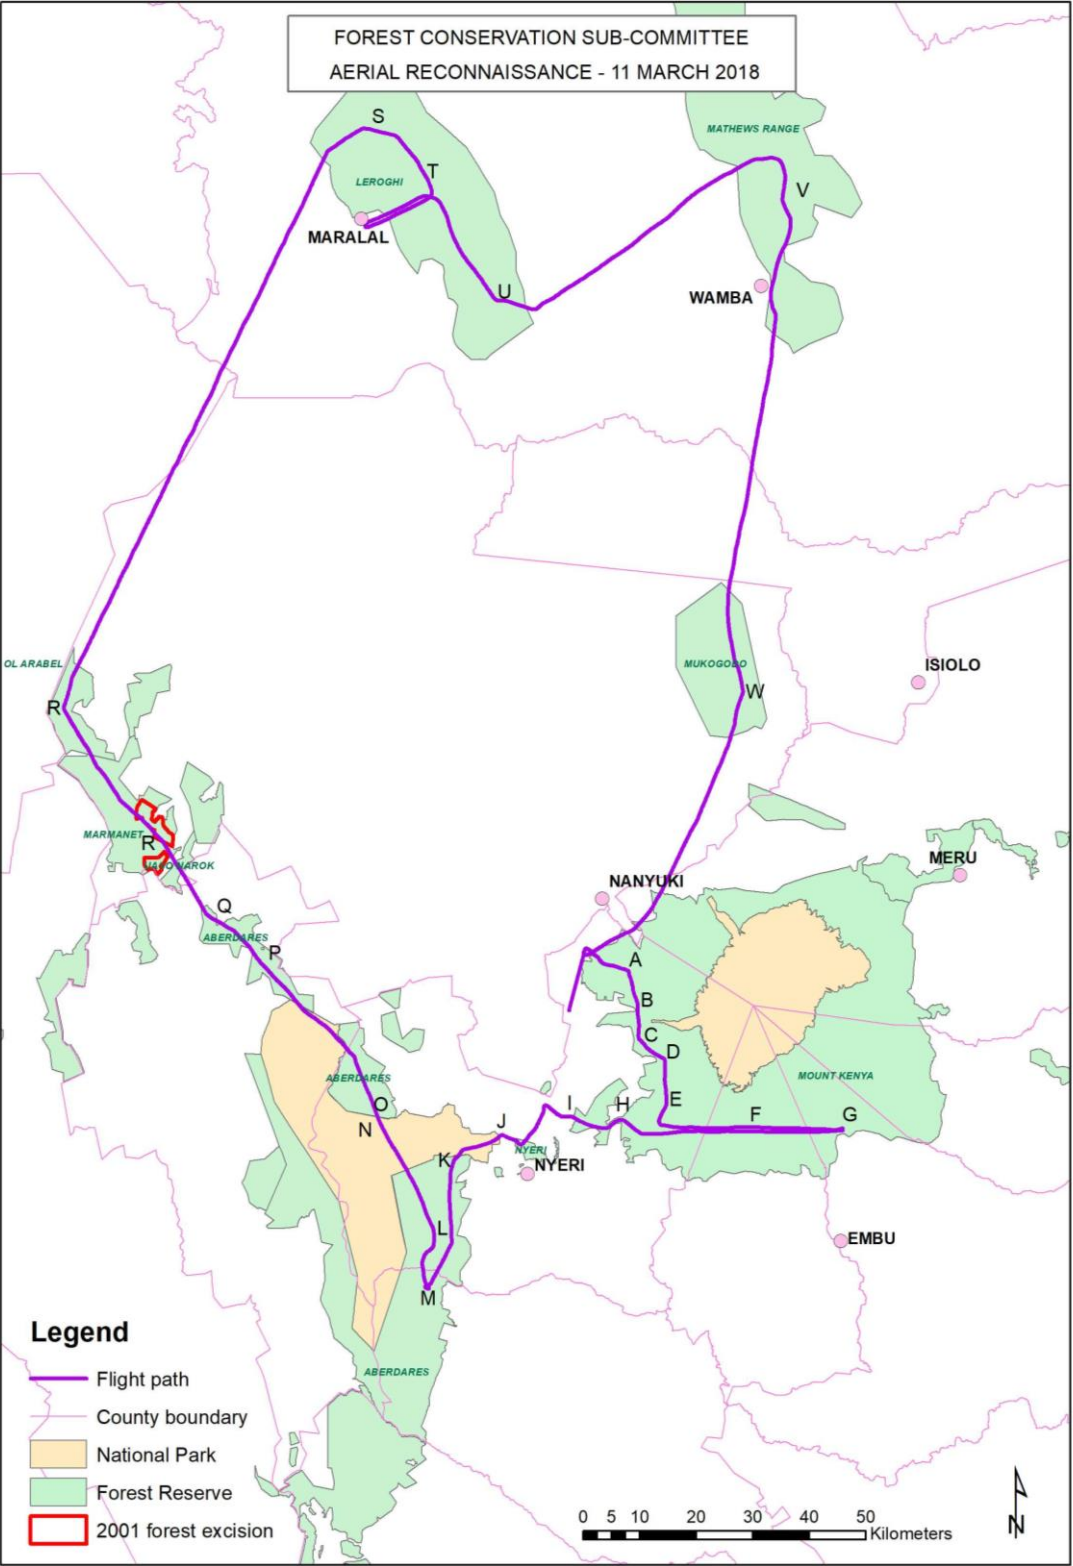 FOREST CONSERVATION SUB-COMMITTEE
AERIAL RECONNAISSANCE - 11 MARCH 2018
S
MATHEWS RANGE
T
LEROGHI
V
MARALAL
U
WAMBA
OL ARABEL
MUKOGODO
ISIOLO
W
R
MARMANET
R
NAROK
MERU
NANYUKI
Q
ABERDARES
P
A
B
C
D
MOUNT KENYA
ABERDARES
E
O
I
H
F
G
N
J
NYERI
K
NYERI
L
EMBU
M
Legend
ABERDARES
Flight path
County boundary
National Park
Forest Reserve
2001 forest excision
0 5 10 20 30 40 50
Kilometers
N